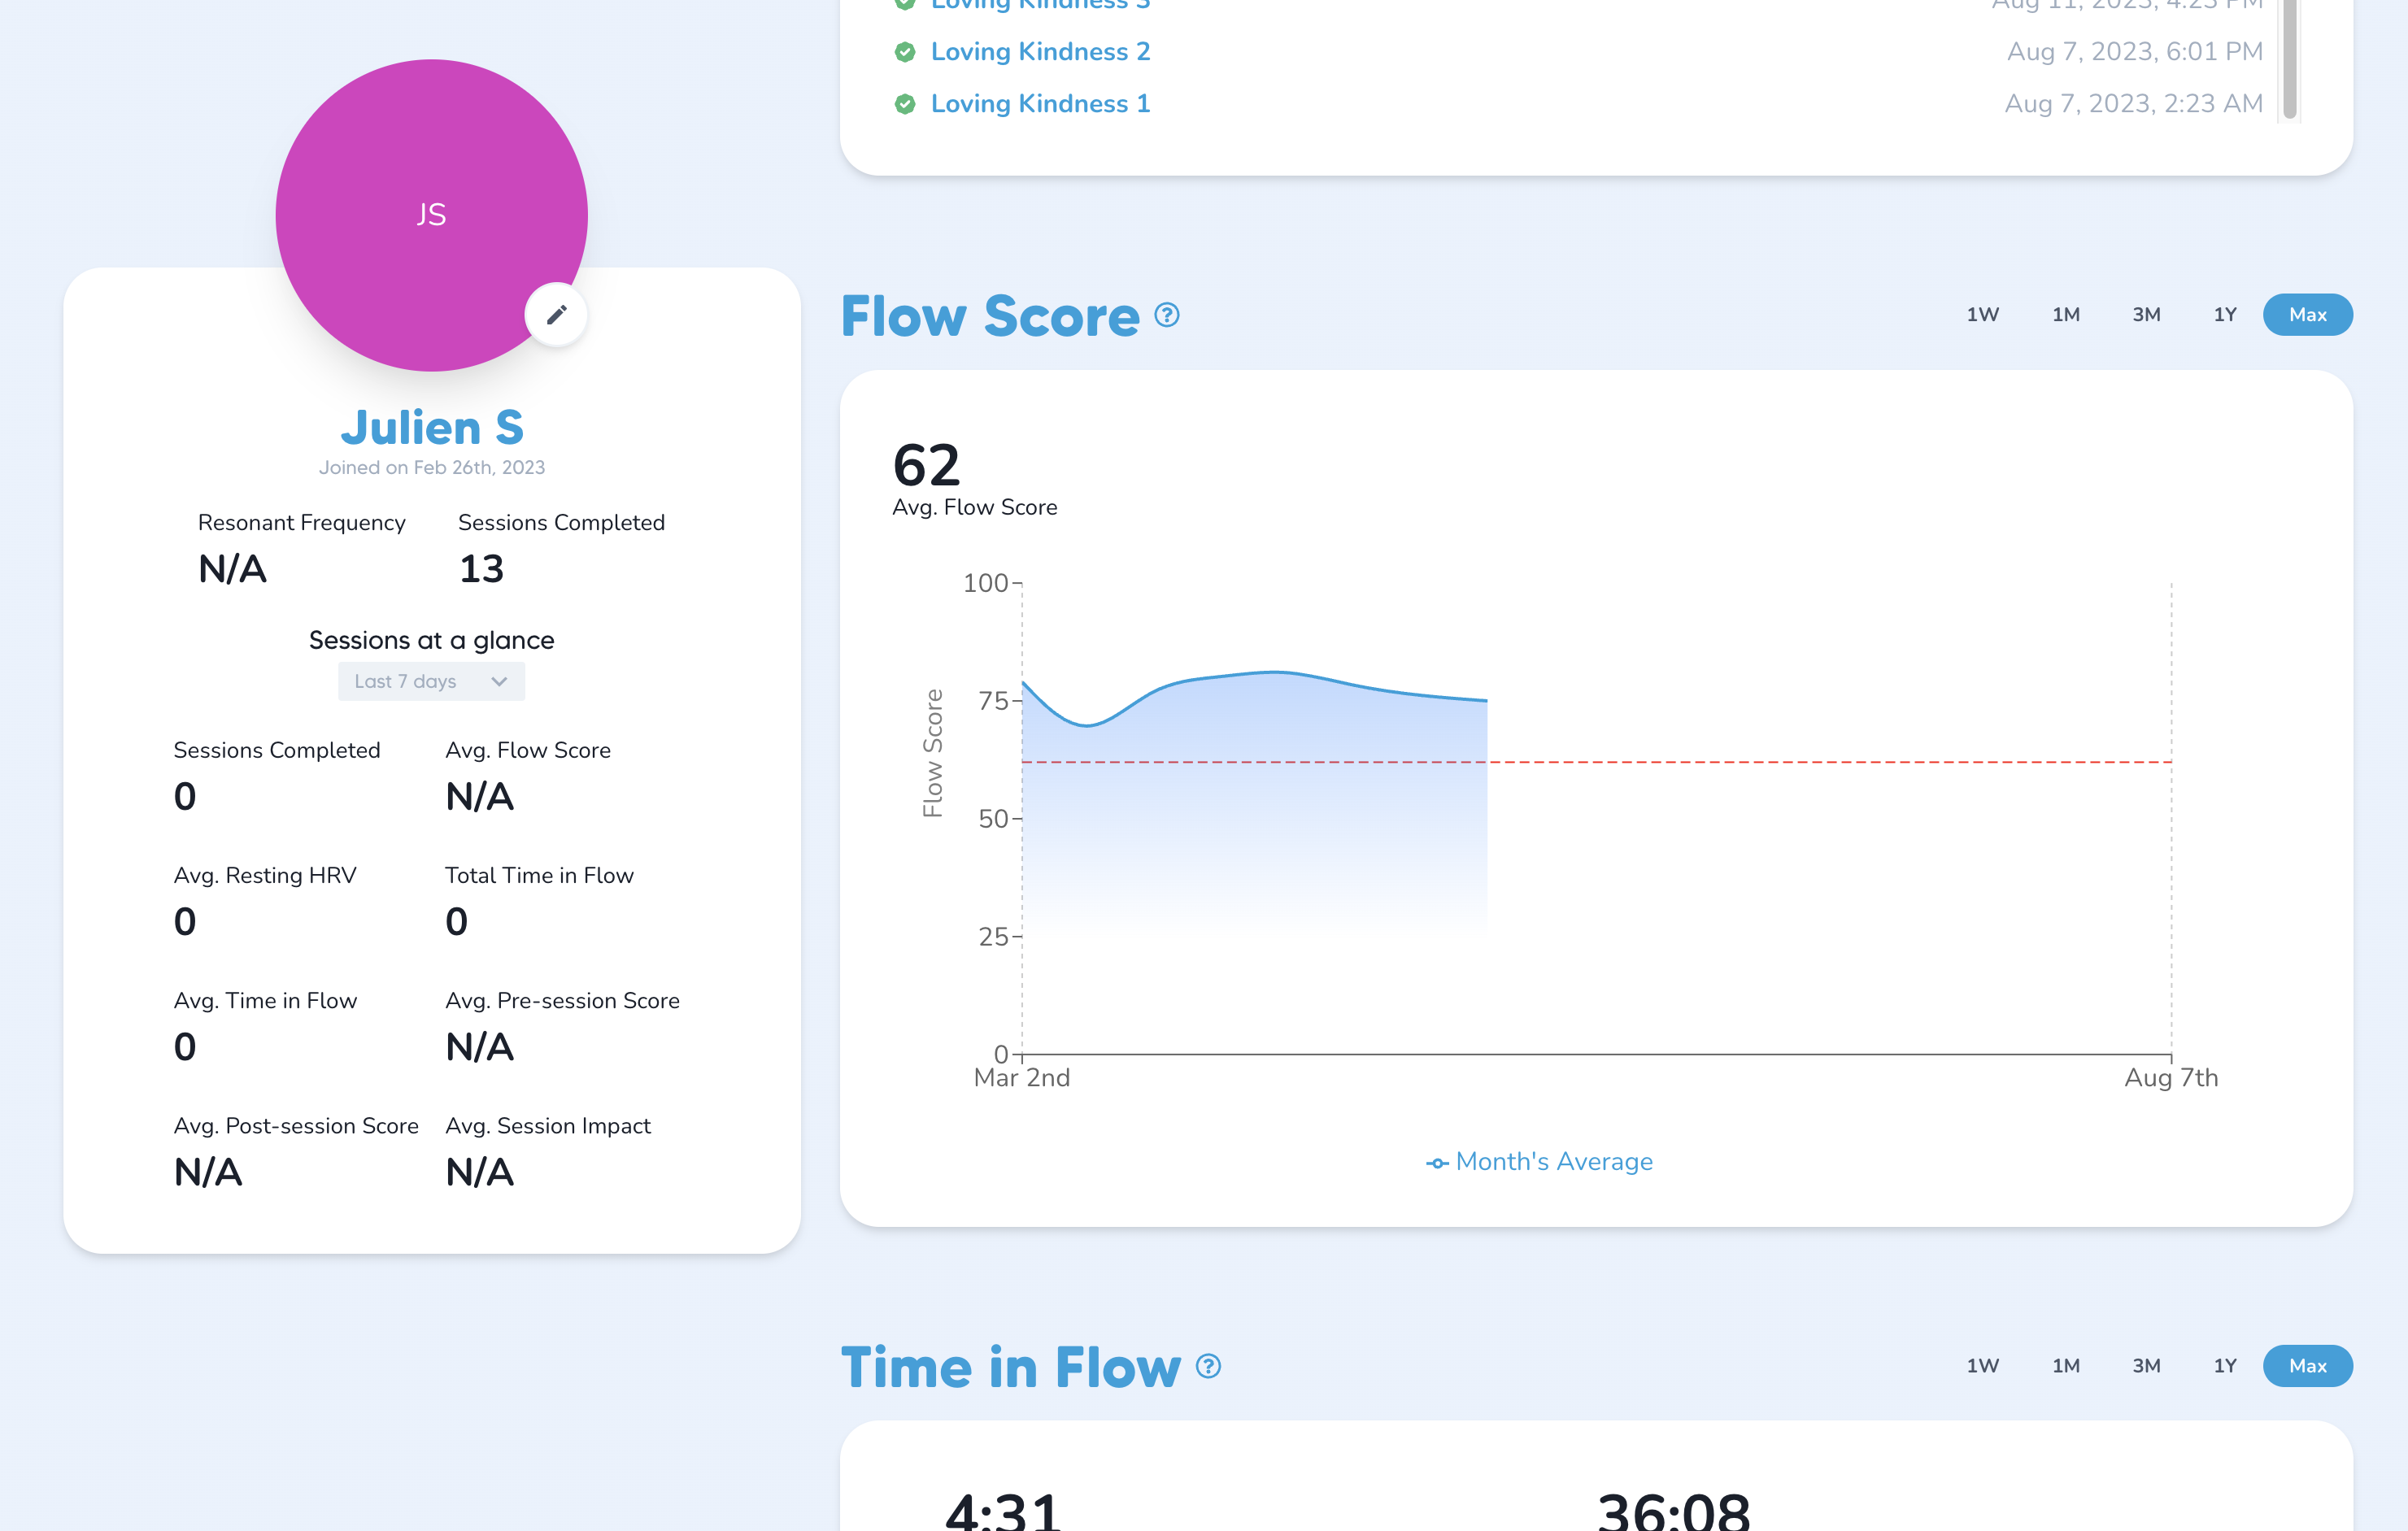 Loving Kindness 3 Aug 11, 2023, 4:23 PM
Loving Kindness 2 Aug 7, 2023, 6:01 PM
Loving Kindness 1 Aug 7, 2023, 2:23 AM
JS
Julien S
Joined on Feb 26th, 2023
Resonant Frequency Sessions Completed
N/A 13
Sessions at a glance
Last 7 days
Sessions Completed Avg. Flow Score
0 N/A
Avg. Resting HRV Total Time in Flow
0 0
Avg. Time in Flow Avg. Pre-session Score
0 N/A
Avg. Post-session Score Avg. Session Impact
N/A N/A
Flow Score ? 1W 1M 3M 1Y Max
62
Avg. Flow Score
100
75
50
25
0
Flow Score
Mar 2nd Aug 7th
Month's Average
Time in Flow ? 1W 1M 3M 1Y Max
4:31 36:08